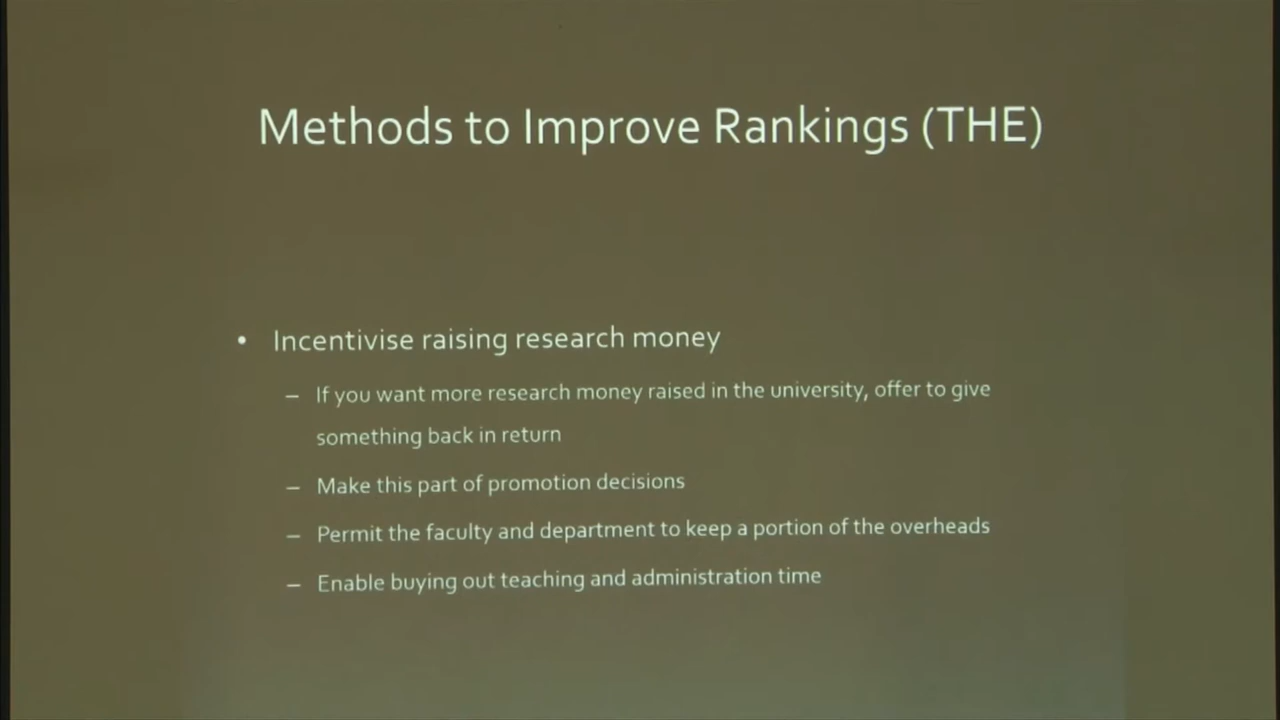 Methods to Improve Rankings (THE)
• Incentivise raising research money
– If you want more research money raised in the university, offer to give
something back in return
– Make this part of promotion decisions
– Permit the faculty and department to keep a portion of the overheads
– Enable buying out teaching and administration time